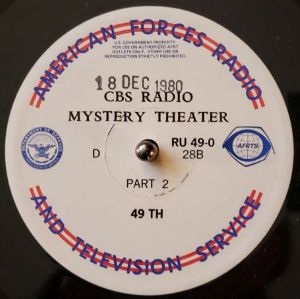 AMERICAN FORCES RADIO
U.S. GOVERNMENT PROPERTY.
FOR USE ON AUTHORIZED AFRT
OUTLETS ONLY. OTHER USE OR
REPRODUCTION STRICTLY PROHIBITED.
18 DEC 1980
CBS RADIO
MYSTERY THEATER
D
RU 49-0
28B
AFRTS
PART 2
49 TH
AND TELEVISION SERVICE